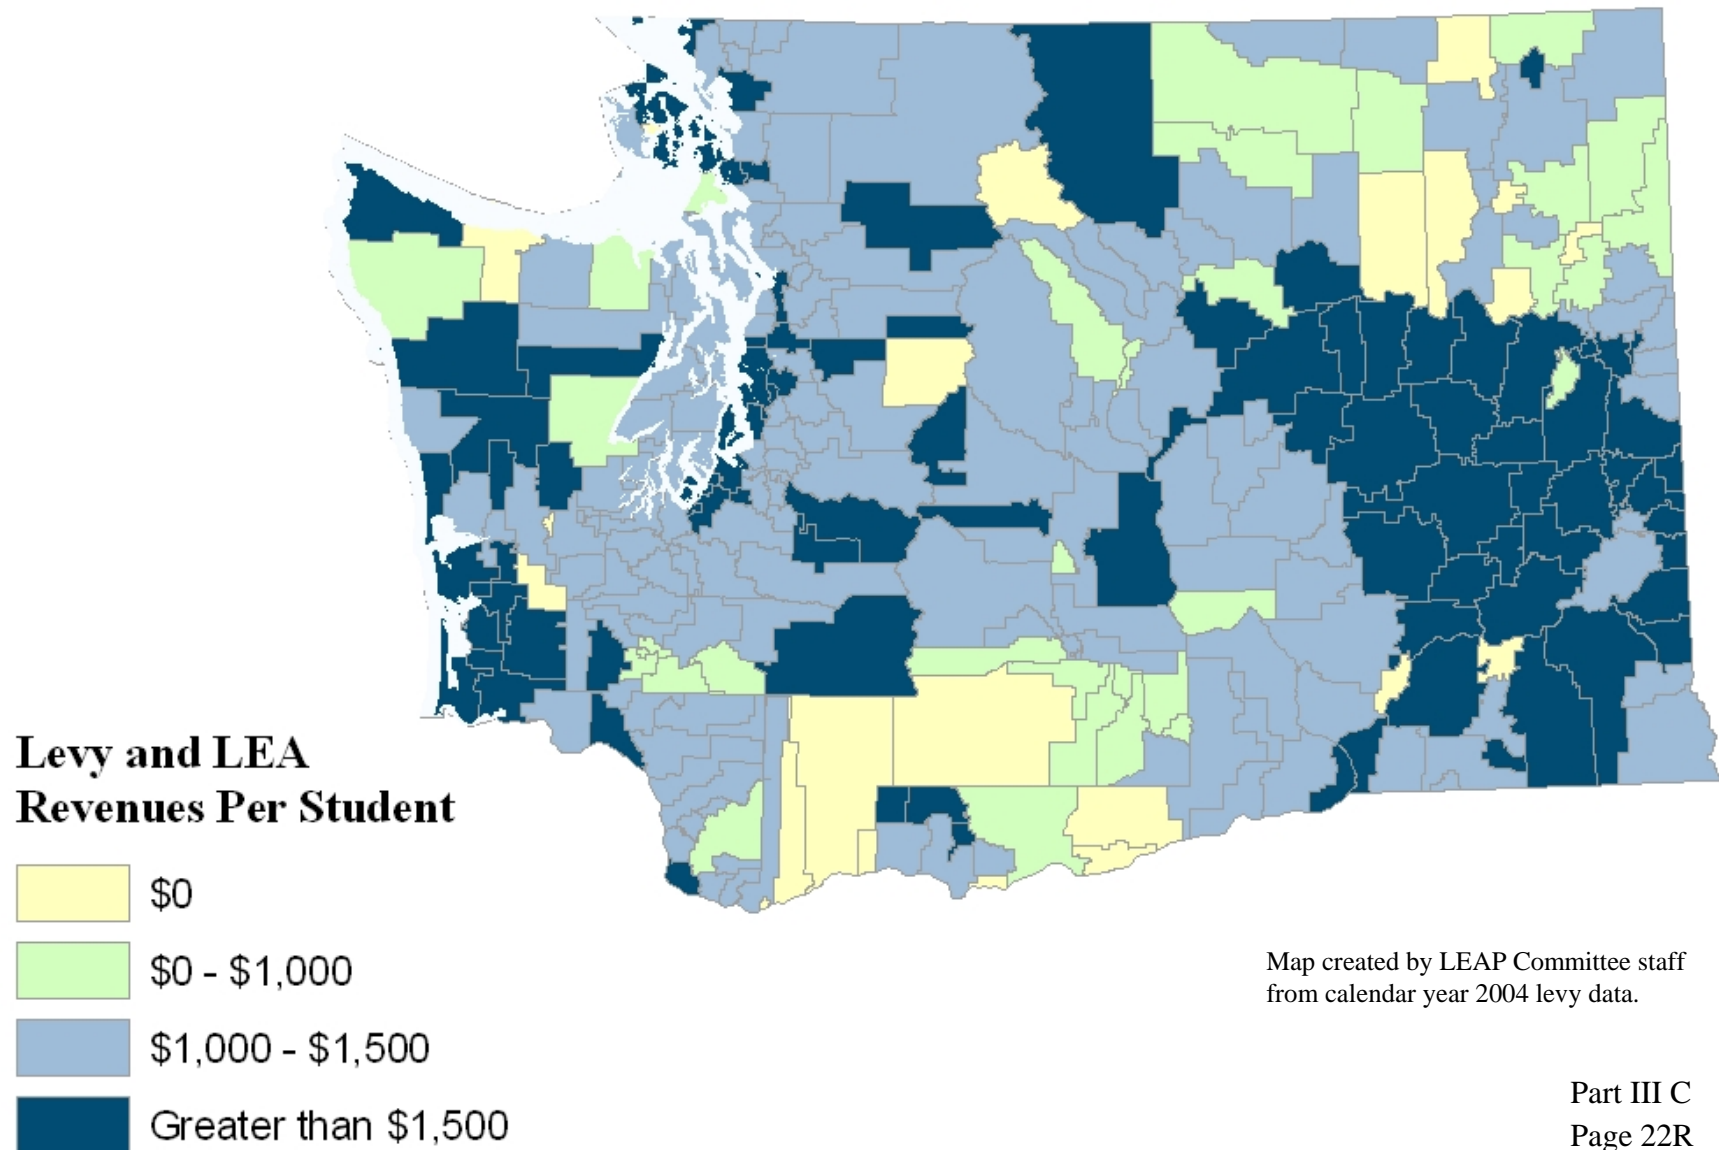 Levy and LEA
Revenues Per Student
$0
$0 - $1,000
$1,000 - $1,500
Greater than $1,500
Map created by LEAP Committee staff
from calendar year 2004 levy data.
Part III C
Page 22R